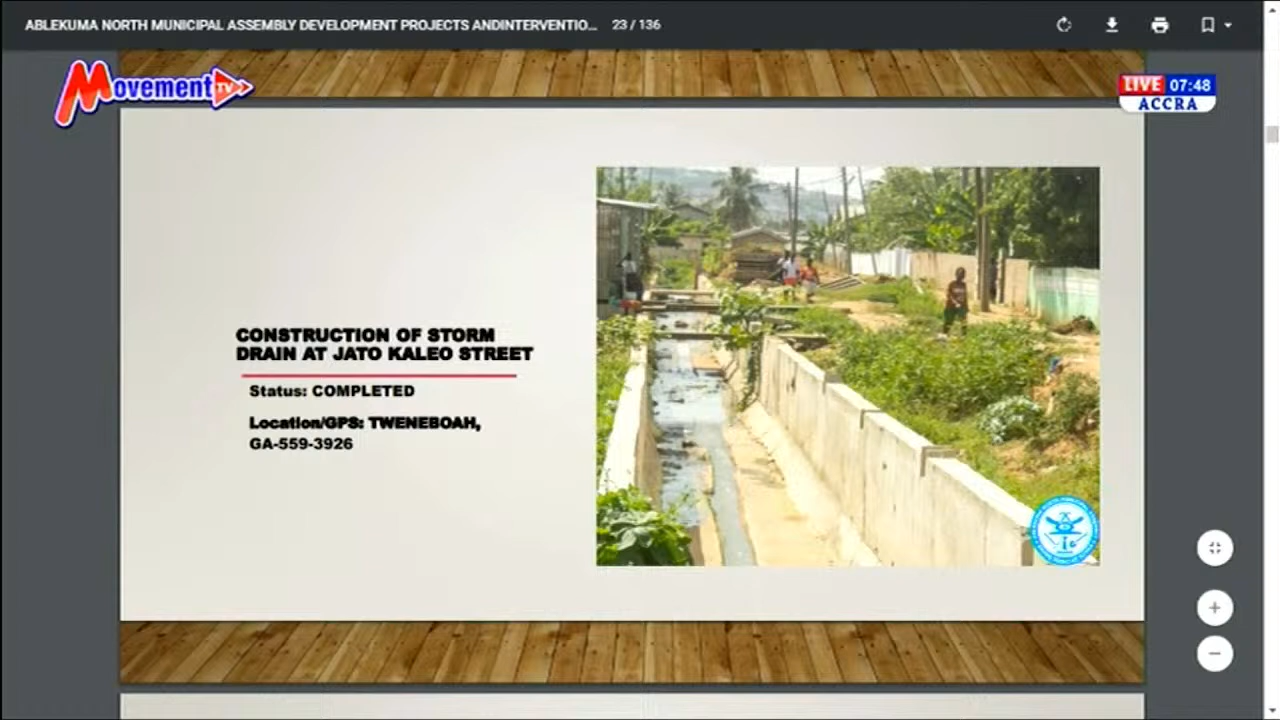 ABLEKUMA NORTH MUNICIPAL ASSEMBLY DEVELOPMENT PROJECTS ANDINTERVENTIO... 23 / 136
Movement TV
LIVE 07:48
ACCRA
CONSTRUCTION OF STORM
DRAIN AT JATO KALEO STREET
Status: COMPLETED
Location/GPS: TWENEBOAH,
GA-559-3926